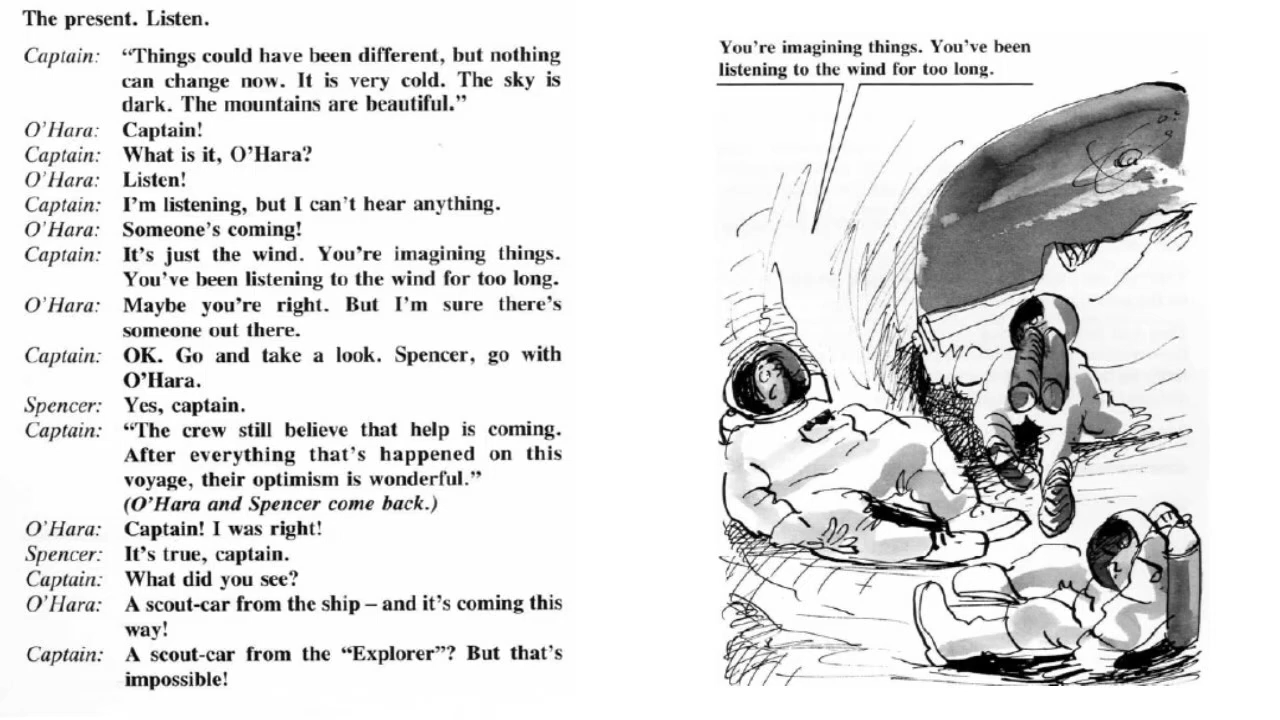 The present. Listen.
Captain: “Things could have been different, but nothing
can change now. It is very cold. The sky is
dark. The mountains are beautiful.”
O’Hara: Captain!
Captain: What is it, O’Hara?
O’Hara: Listen!
Captain: I’m listening, but I can’t hear anything.
O’Hara: Someone’s coming!
Captain: It’s just the wind. You’re imagining things.
You’ve been listening to the wind for too long.
O’Hara: Maybe you’re right. But I’m sure there’s
someone out there.
Captain: OK. Go and take a look. Spencer, go with
O’Hara.
Spencer: Yes, captain.
Captain: “The crew still believe that help is coming.
After everything that’s happened on this
voyage, their optimism is wonderful.”
(O’Hara and Spencer come back.)
O’Hara: Captain! I was right!
Spencer: It’s true, captain.
Captain: What did you see?
O’Hara: A scout-car from the ship – and it’s coming this
way!
Captain: A scout-car from the “Explorer”? But that’s
impossible!
You’re imagining things. You’ve been
listening to the wind for too long.